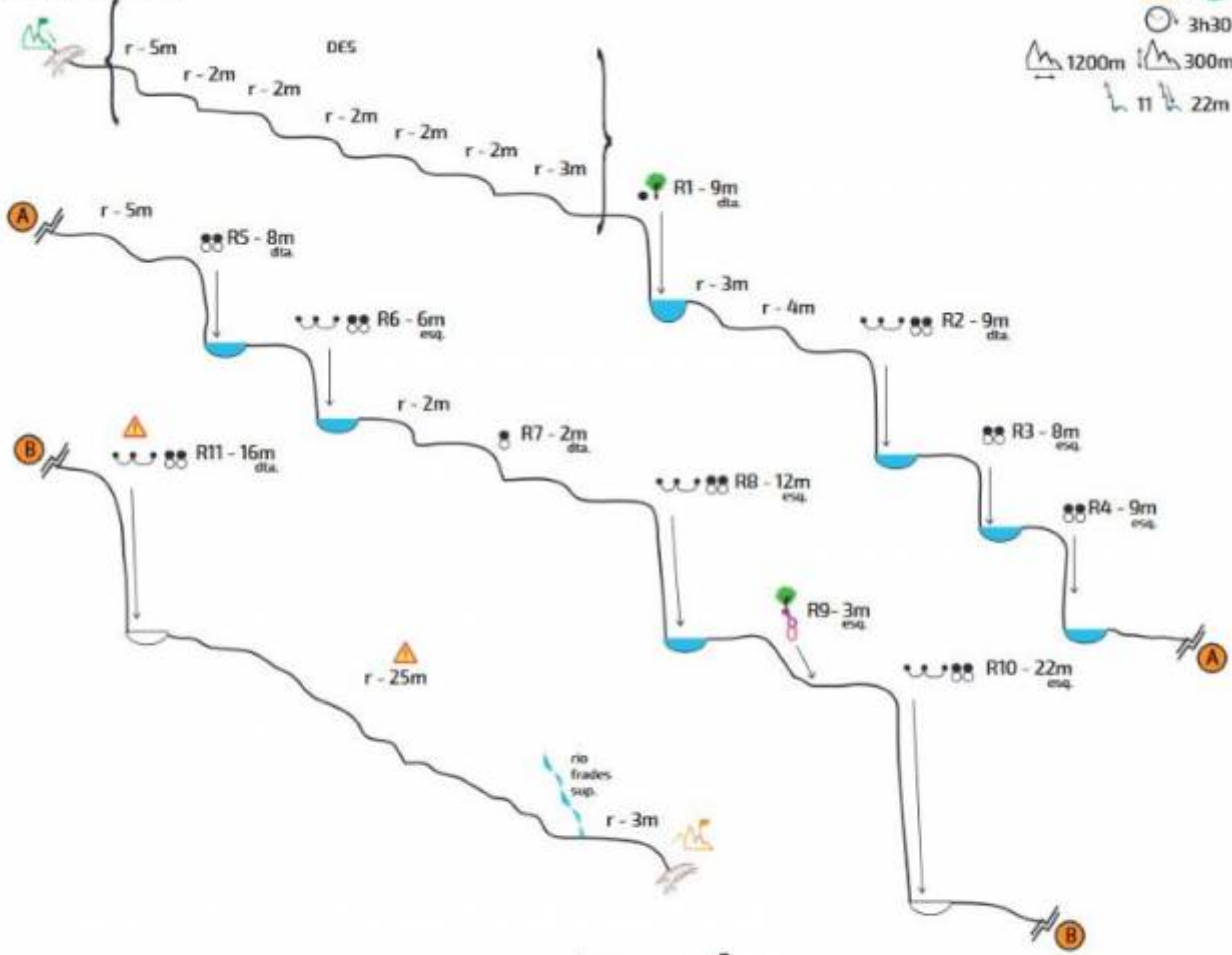 3h30
1200m 300m
11 22m
r - 5m
DES
r - 2m
r - 2m
r - 2m
r - 2m
r - 2m
r - 3m
R1 - 9m
dta.
r - 3m
r - 4m
R2 - 9m
dta.
R3 - 8m
esq.
R4 - 9m
esq.
A
A
r - 5m
R5 - 8m
dta.
R6 - 6m
esq.
r - 2m
R7 - 2m
dta.
R8 - 12m
esq.
R9- 3m
esq.
R10 - 22m
esq.
B
B
R11 - 16m
dta.
r - 25m
rio
frades
sup.
r - 3m